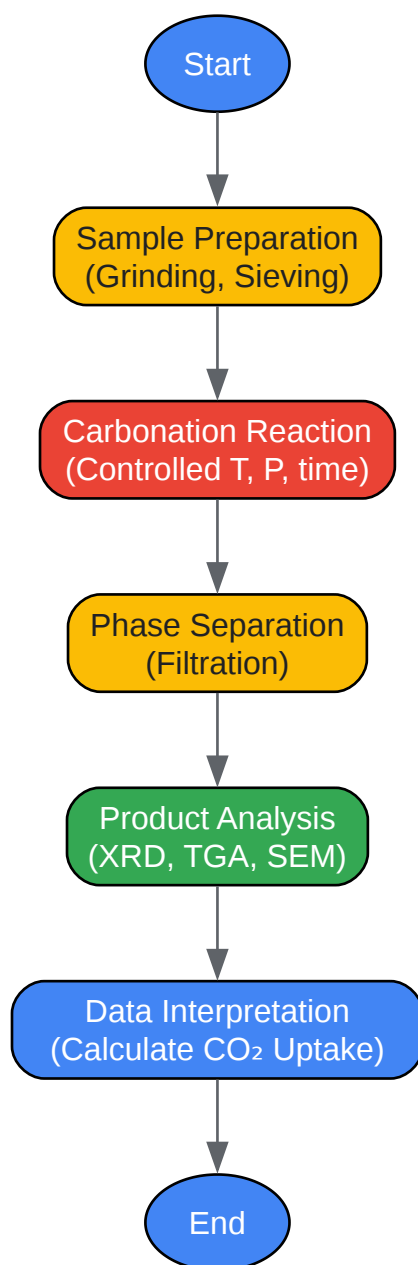 Start
Sample Preparation
(Grinding, Sieving)
Carbonation Reaction
(Controlled T, P, time)
Phase Separation
(Filtration)
Product Analysis
(XRD, TGA, SEM)
Data Interpretation
(Calculate CO₂ Uptake)
End